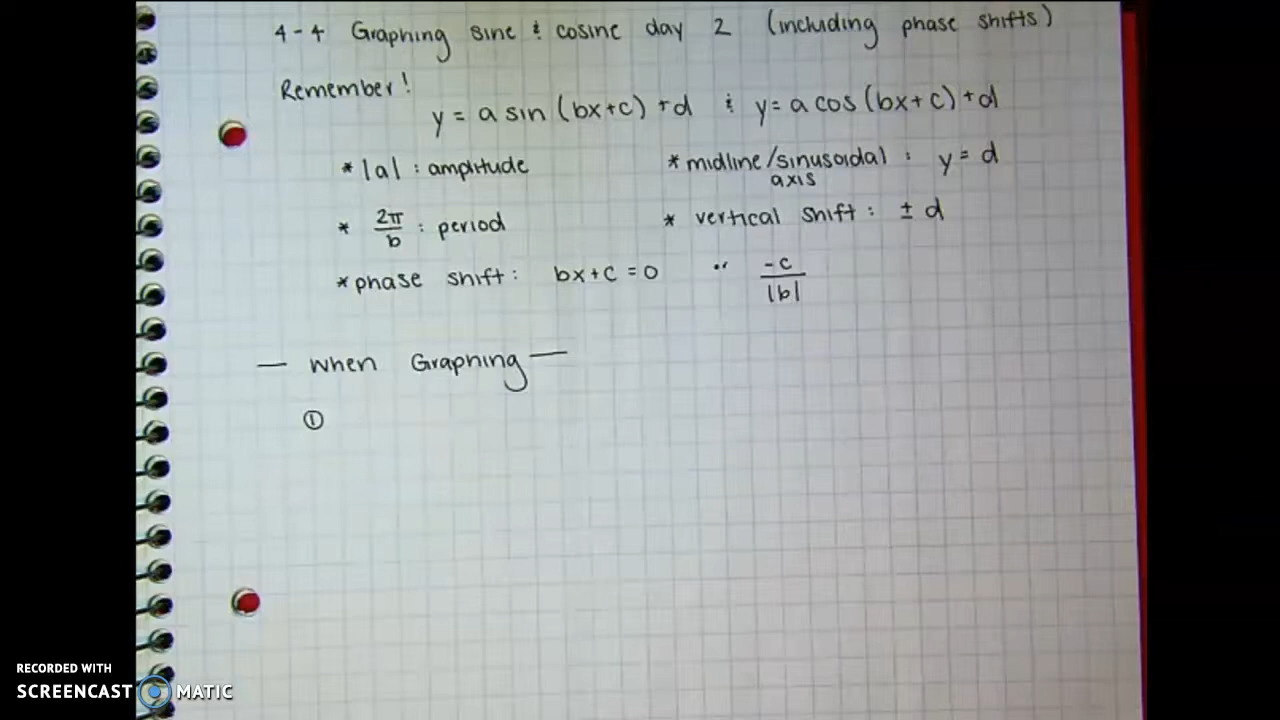 4-4 Graphing sine & cosine day 2 (including phase shifts)
Remember!
y = a sin (bx+c) +d & y= a cos (bx+c)+d
* |a| : amplitude
* midline/sinusoidal : y = d
axis
* 2π/b : period
* vertical shift : ± d
* phase shift : bx+c =0 or -c/|b|
— When Graphing —
①
RECORDED WITH
SCREENCAST MATIC